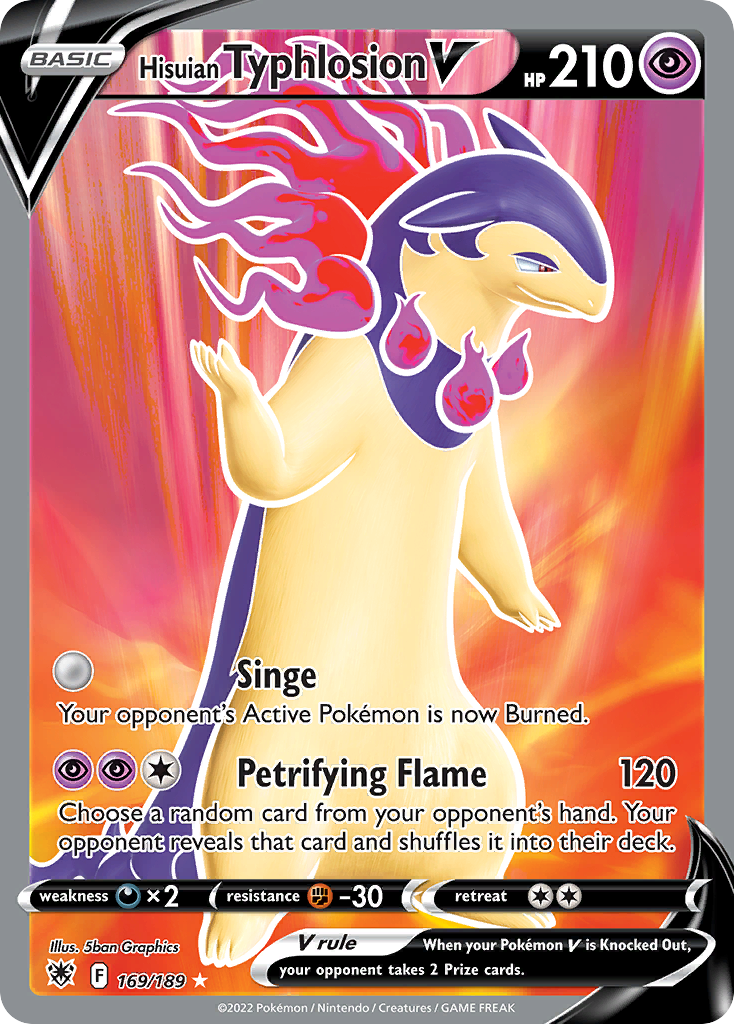 BASIC Hisuian Typhlosion V HP 210
Singe
Your opponent's Active Pokémon is now Burned.
Petrifying Flame 120
Choose a random card from your opponent's hand. Your
opponent reveals that card and shuffles it into their deck.
weakness ×2 resistance -30 retreat
Illus. 5ban Graphics
V rule When your Pokémon V is Knocked Out,
your opponent takes 2 Prize cards.
F 169/189
©2022 Pokémon / Nintendo / Creatures / GAME FREAK